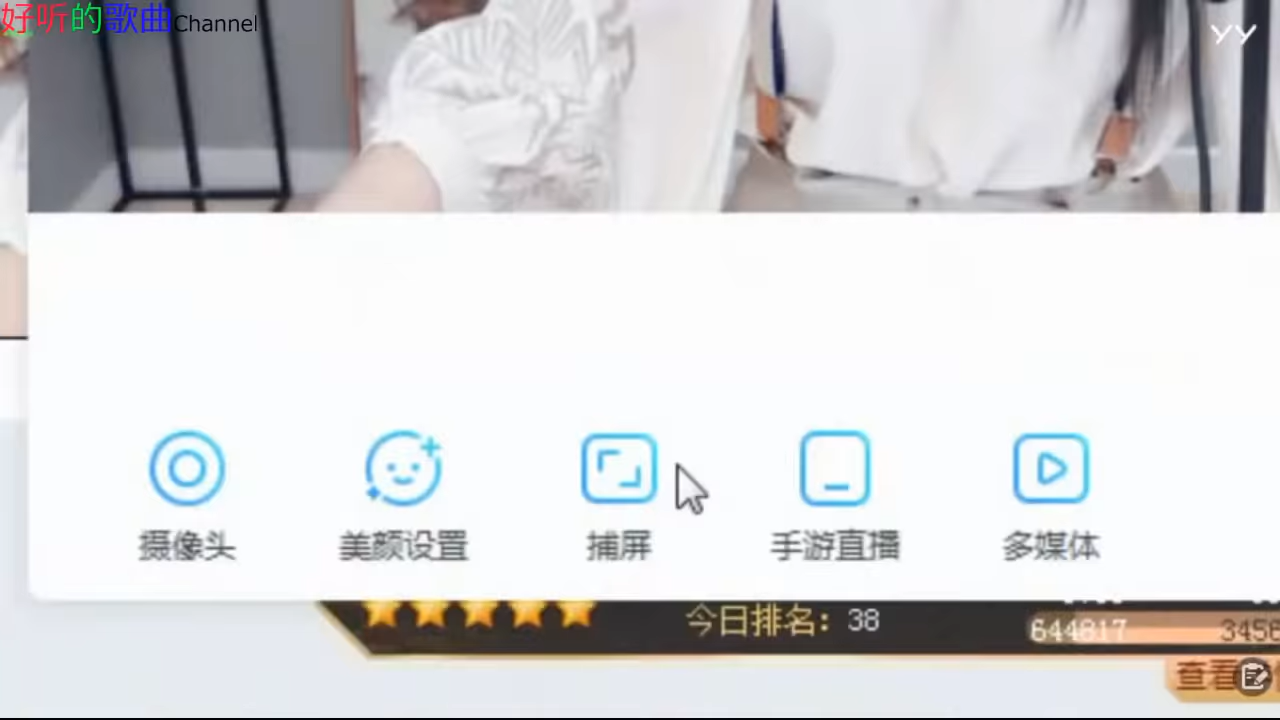 好听的歌曲Channel
YY
摄像头
美颜设置
捕屏
手游直播
多媒体
今日排名：38
644817
3456
查看